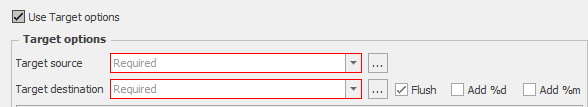 Use Target options
Target options
Target source Required ...
Target destination Required ... Flush Add %d Add %m